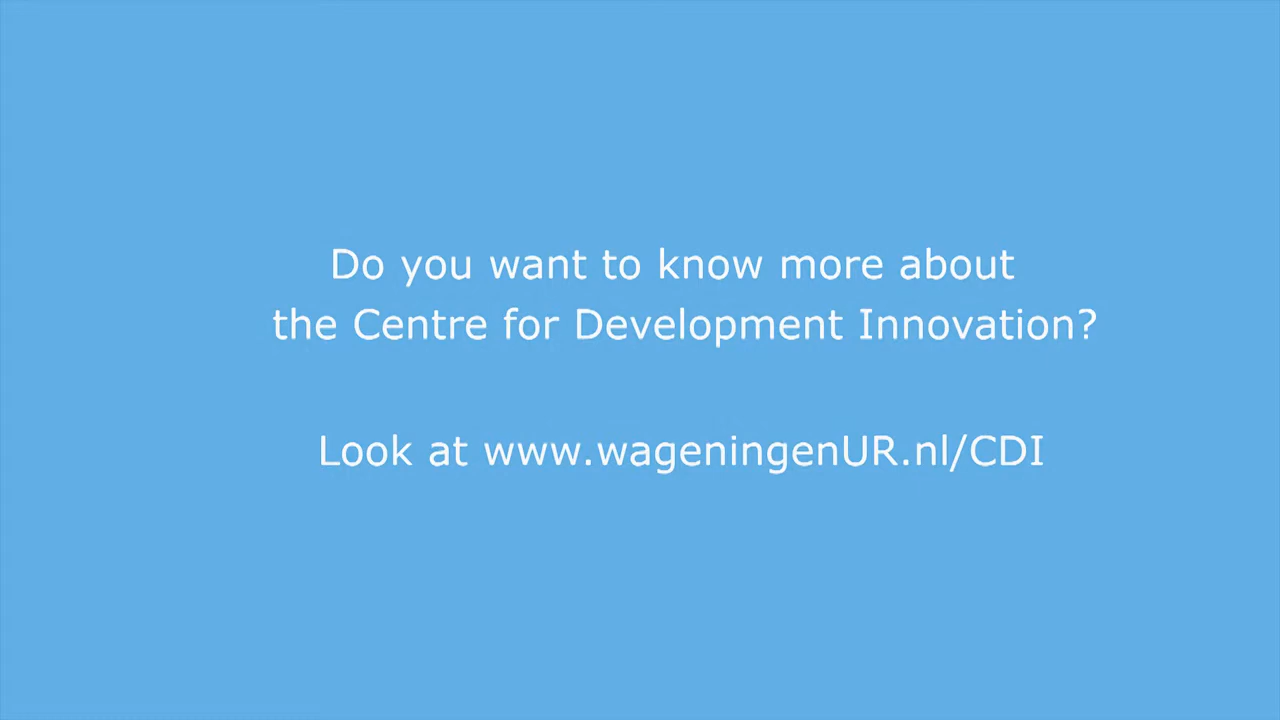 Do you want to know more about
the Centre for Development Innovation?
Look at www.wageningenUR.nl/CDI